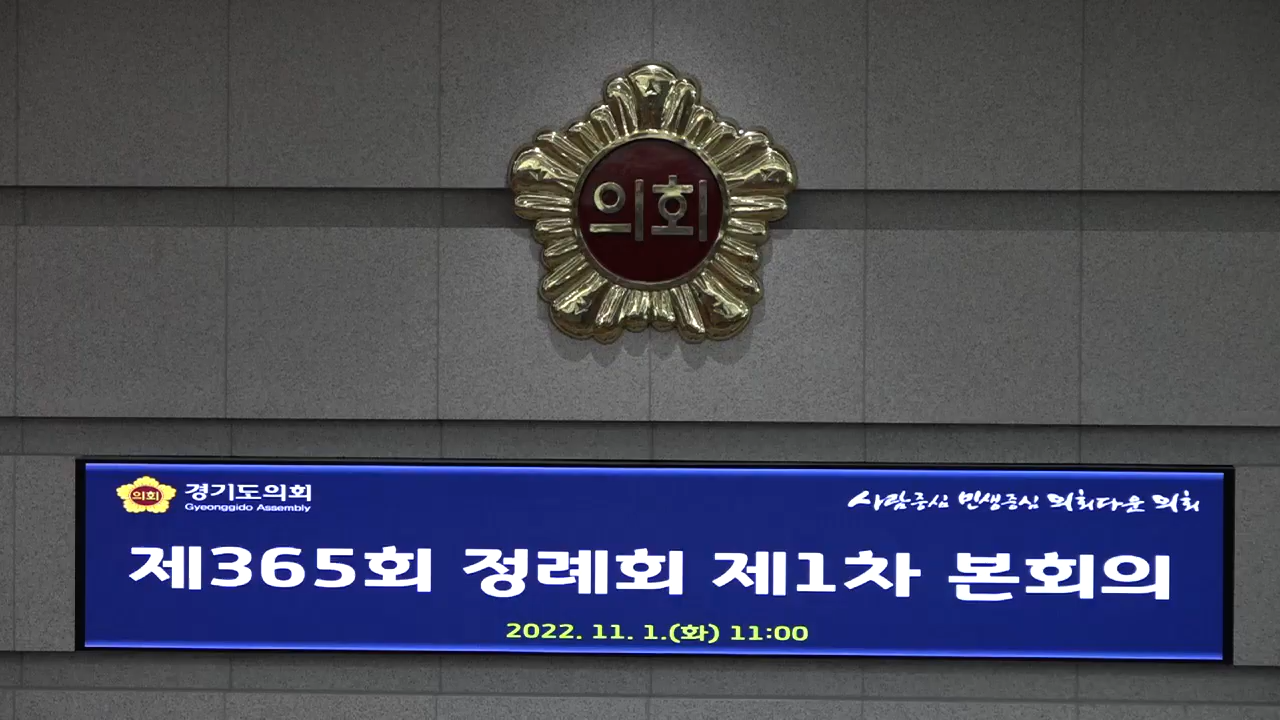 의회
의회
경기도의회
Gyeonggido Assembly
사람중심 민생중심 의회다운 의회
제365회 정례회 제1차 본회의
2022. 11. 1.(화) 11:00